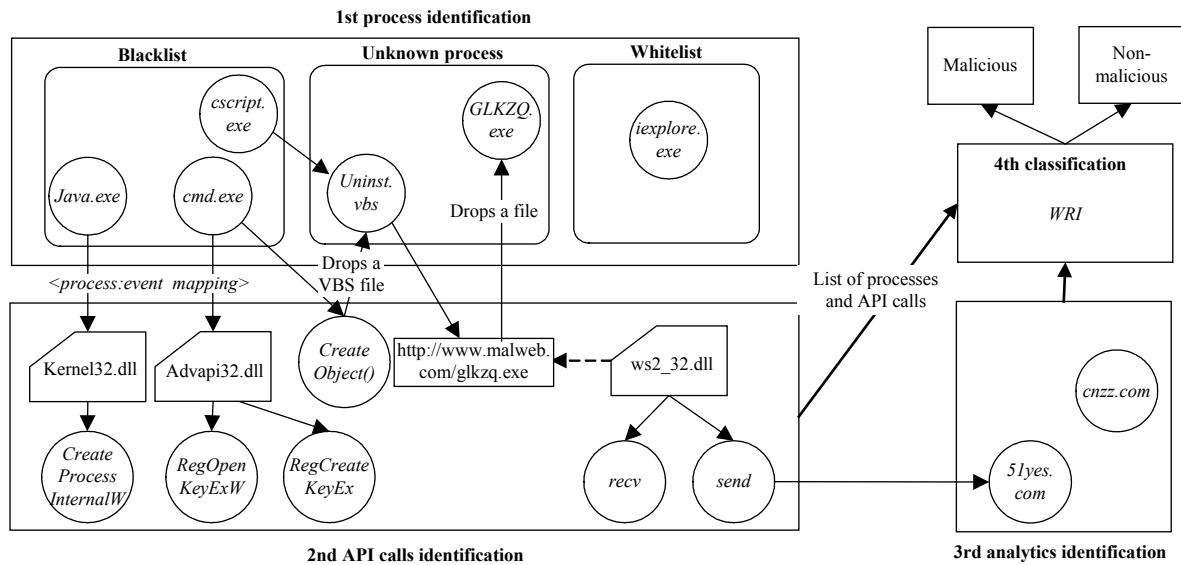 1st process identification
Blacklist
Unknown process
Whitelist
cscript.
exe
GLKZQ.
exe
iexplore.
exe
Java.exe
cmd.exe
Uninst.
vbs
Drops a file
Drops a
VBS file
<process:event mapping>
Kernel32.dll
Advapi32.dll
Create
Object()
http://www.malweb.
com/glkzq.exe
ws2_32.dll
Create
Process
InternalW
RegOpen
KeyExW
RegCreate
KeyEx
recv
send
2nd API calls identification
List of processes
and API calls
Malicious
Non-
malicious
4th classification
WRI
cnzz.com
51yes.
com
3rd analytics identification